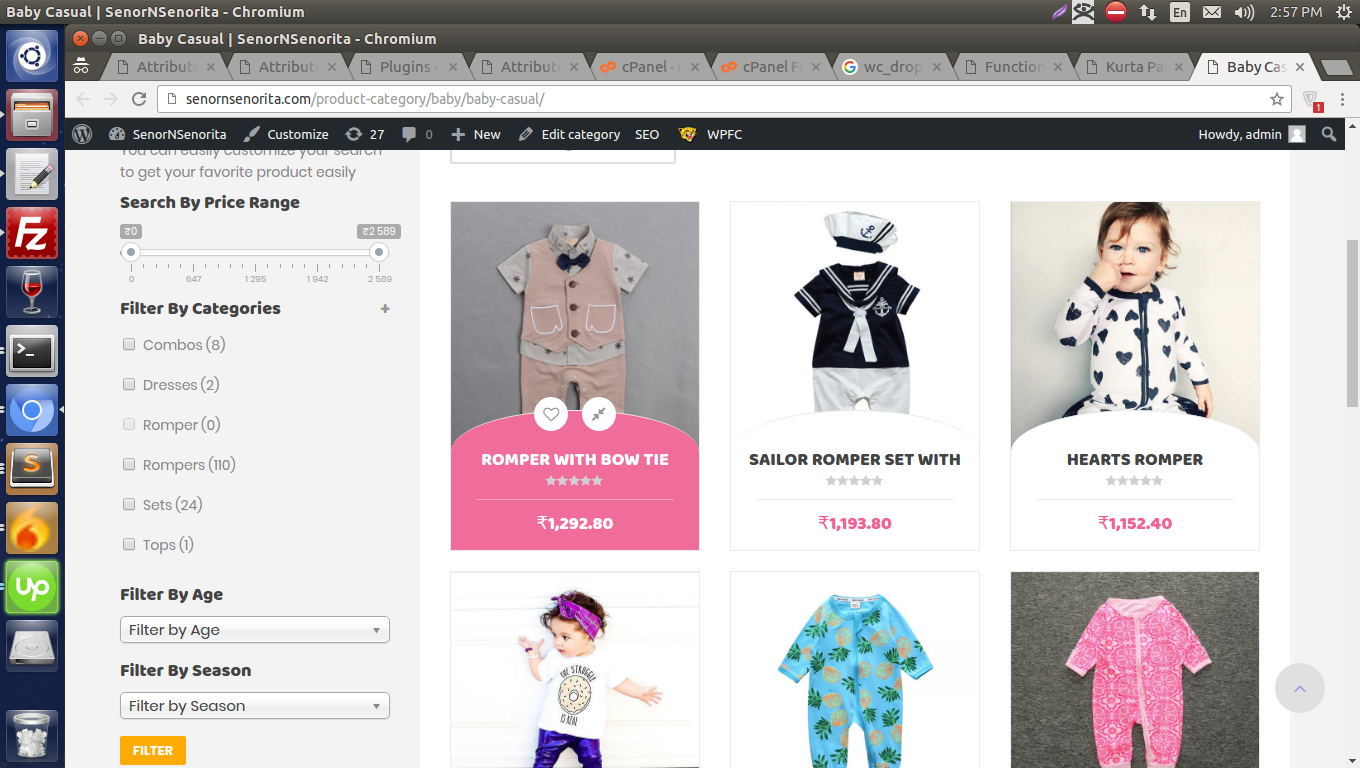 Baby Casual | SenorNSenorita - Chromium
En
2:57 PM
Baby Casual | SenorNSenorita - Chromium
Attribute
Attribute
Plugins
Attribute
cPanel -
cPanel F
wc_drop
Function
Kurta Pa
Baby Cas
senornsenorita.com/product-category/baby/baby-casual/
1
SenorNSenorita
Customize
27
0
New
Edit category
SEO
WPFC
Howdy, admin
You can easily customize your search
to get your favorite product easily
Search By Price Range
₹0
₹2 589
0
647
1 295
1 942
2 589
Filter By Categories
+
Combos (8)
Dresses (2)
Romper (0)
Rompers (110)
Sets (24)
Tops (1)
Filter By Age
Filter by Age
Filter By Season
Filter by Season
FILTER
ROMPER WITH BOW TIE
₹1,292.80
SAILOR ROMPER SET WITH
₹1,193.80
HEARTS ROMPER
₹1,152.40
THE STRUGGLE
IS REAL
Fz
>_
S
Up